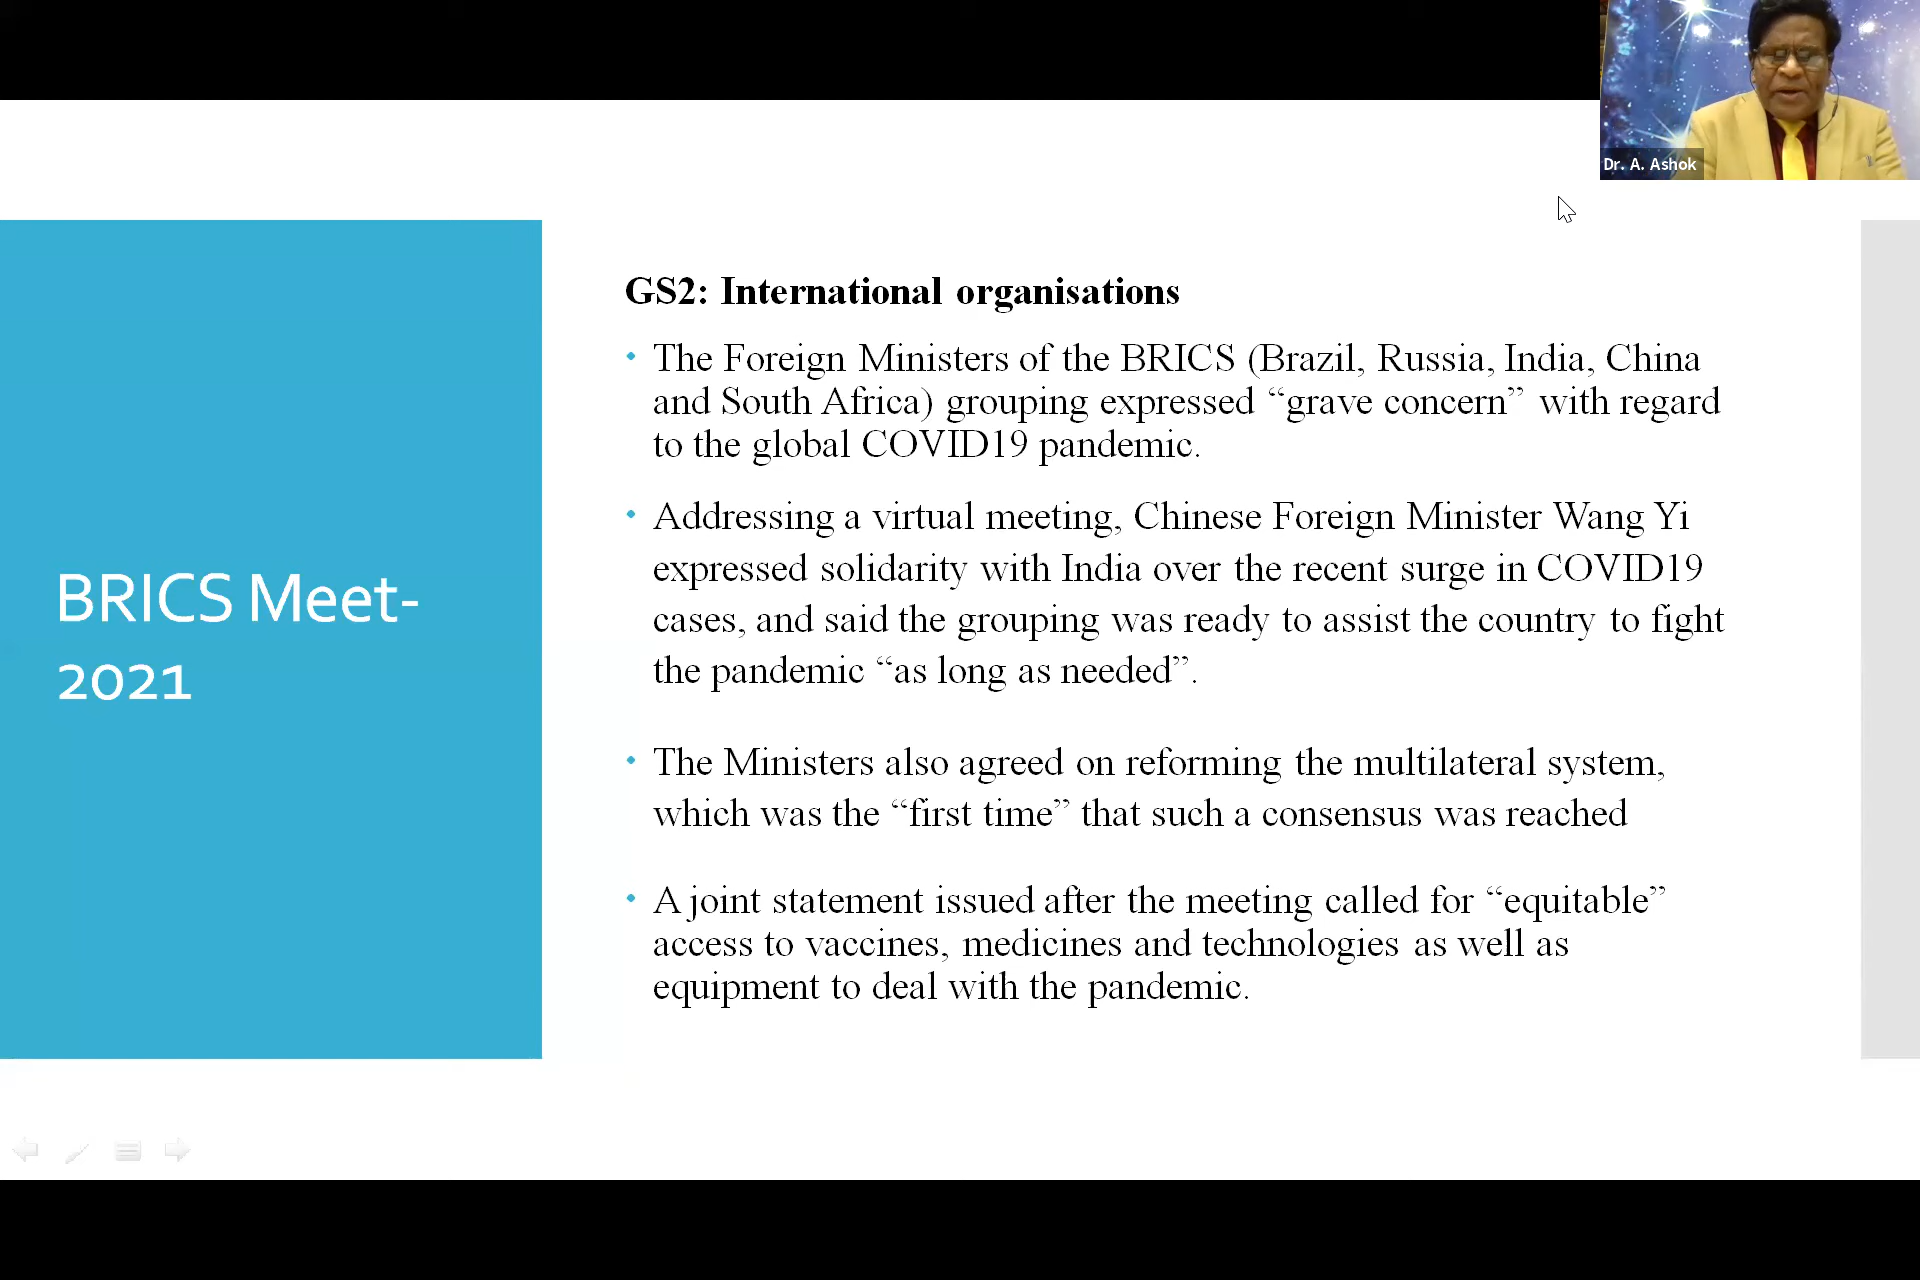 Dr. A. Ashok
BRICS Meet-
2021
GS2: International organisations
• The Foreign Ministers of the BRICS (Brazil, Russia, India, China
and South Africa) grouping expressed “grave concern” with regard
to the global COVID19 pandemic.
• Addressing a virtual meeting, Chinese Foreign Minister Wang Yi
expressed solidarity with India over the recent surge in COVID19
cases, and said the grouping was ready to assist the country to fight
the pandemic “as long as needed”.
• The Ministers also agreed on reforming the multilateral system,
which was the “first time” that such a consensus was reached
• A joint statement issued after the meeting called for “equitable”
access to vaccines, medicines and technologies as well as
equipment to deal with the pandemic.